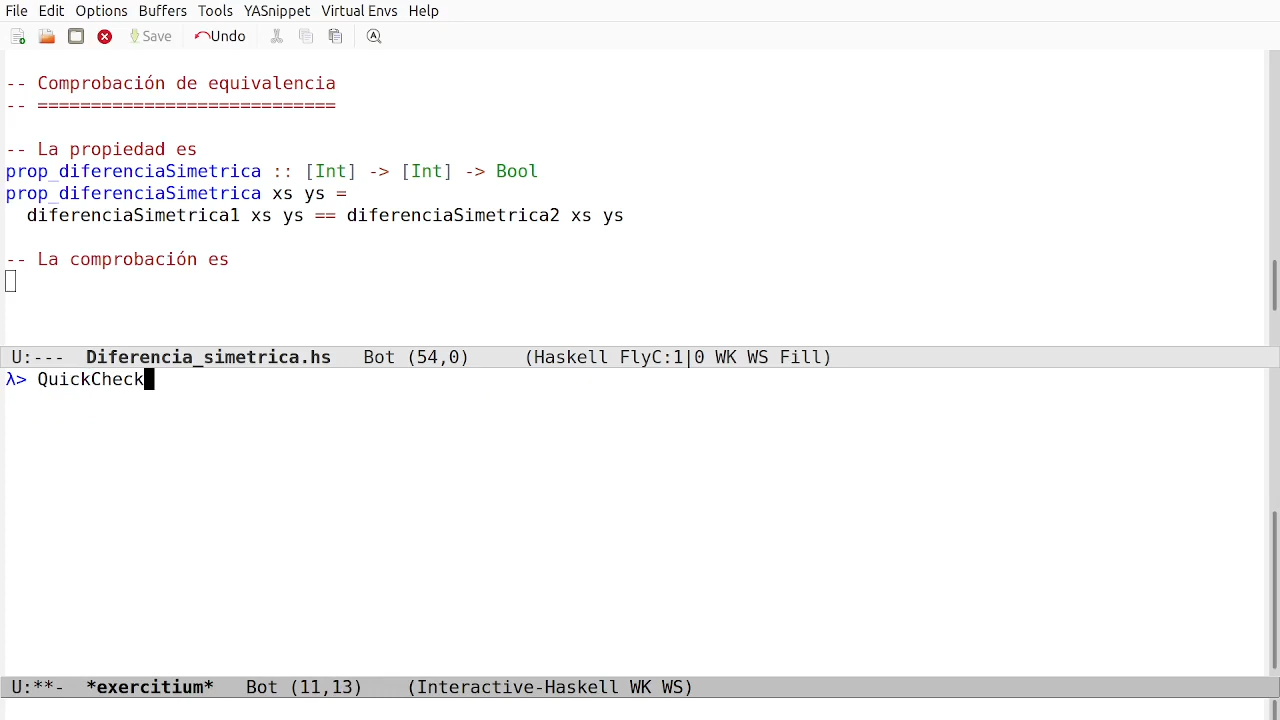 File Edit Options Buffers Tools YASnippet Virtual Envs Help
Save Undo
-- Comprobación de equivalencia
-- ============================
-- La propiedad es
prop_diferenciaSimetrica :: [Int] -> [Int] -> Bool
prop_diferenciaSimetrica xs ys =
diferenciaSimetrica1 xs ys == diferenciaSimetrica2 xs ys
-- La comprobación es
U:--- Diferencia_simetrica.hs Bot (54,0) (Haskell FlyC:1|0 WK WS Fill)
λ> QuickCheck
U:**- *exercitium* Bot (11,13) (Interactive-Haskell WK WS)